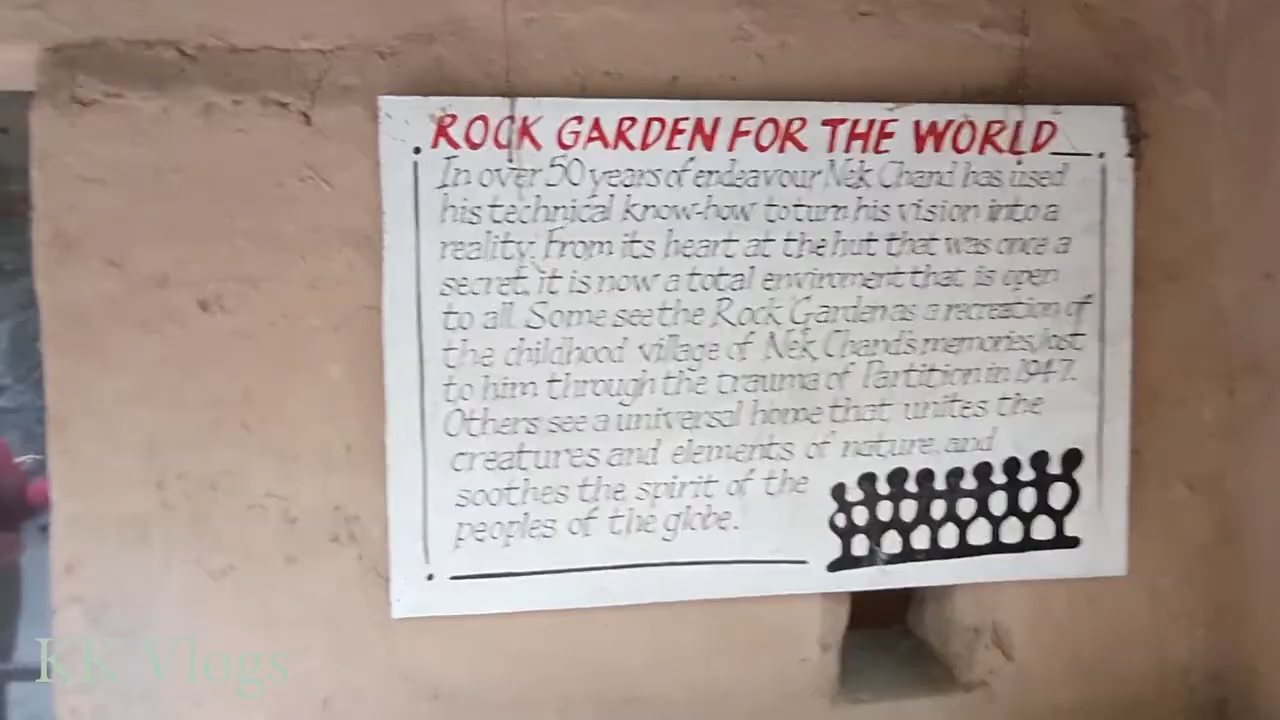 ROCK GARDEN FOR THE WORLD
In over 50 years of endeavour Nek Chand has used
his technical know-how to turn his vision into a
reality. From its heart at the hut that was once a
secret, it is now a total enviroment that is open
to all. Some see the Rock Garden as a recreation of
the childhood village of Nek Chand's memories, lost
to him through the trauma of Partition in 1947.
Others see a universal home that unites the
creatures and elements of nature, and
soothes the spirit of the
peoples of the globe.
KK Vlogs